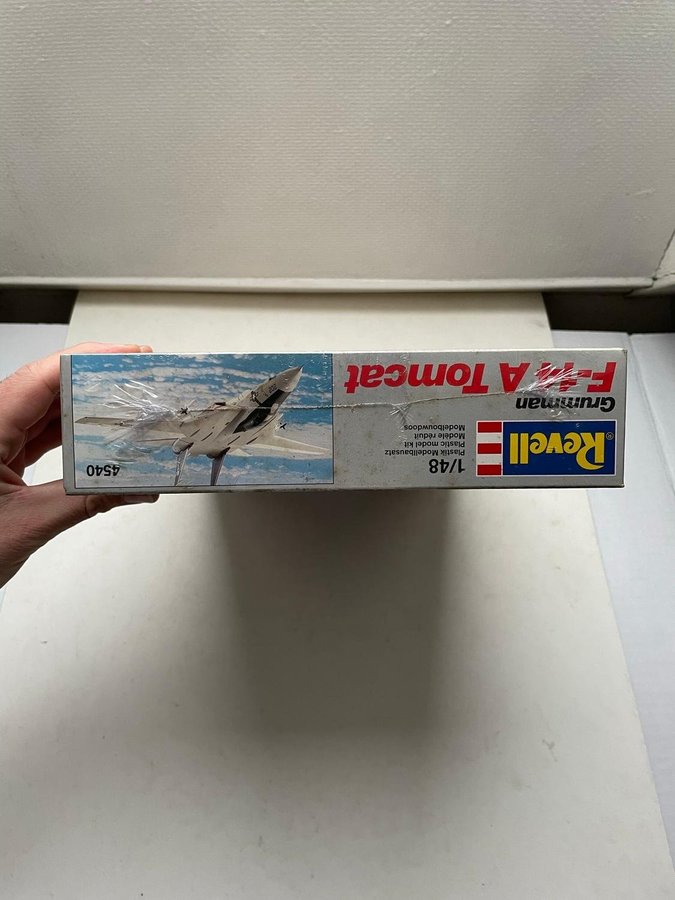 Revell®
1/48
Plastik Modellbausatz
Plastic model kit
Modèle réduit
Modelbouwdoos
Grumman
F-14 A Tomcat
4540